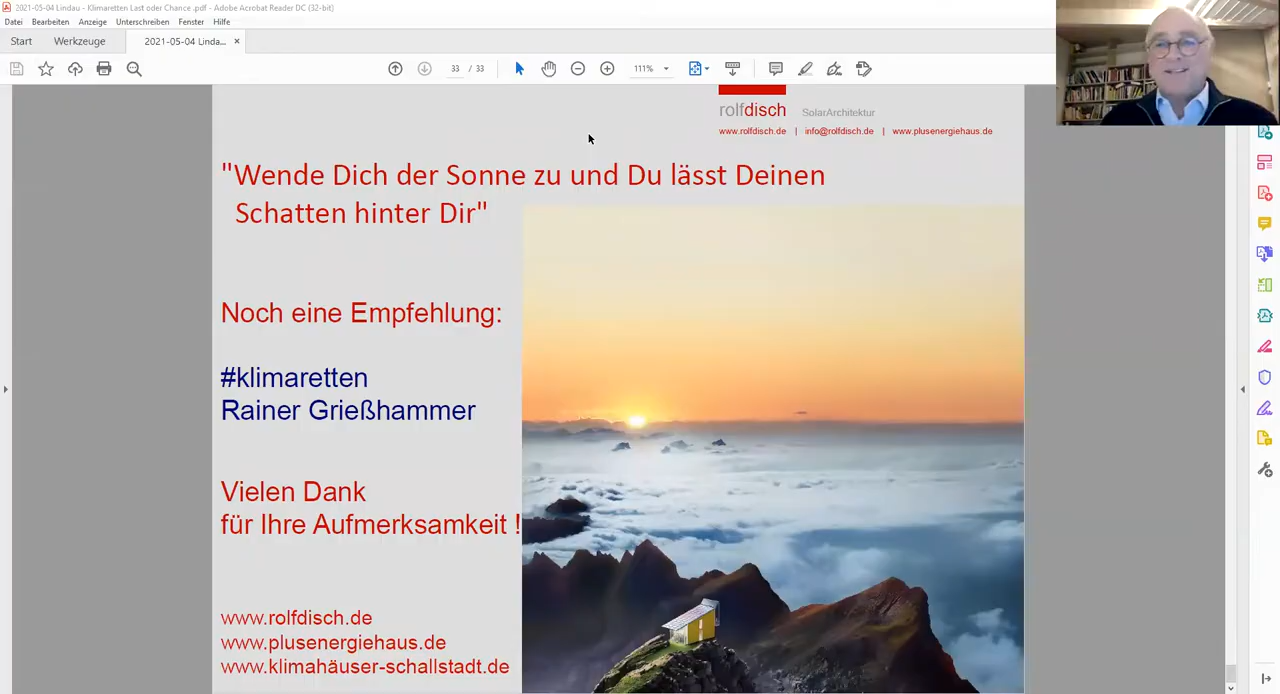 2021-05-04 Lindau - Klimaretten Last oder Chance .pdf - Adobe Acrobat Reader DC (32-bit)
Datei Bearbeiten Anzeige Unterschreiben Fenster Hilfe
Start Werkzeuge 2021-05-04 Linda... ×
33 / 33 111%
rolfdisch SolarArchitektur
www.rolfdisch.de | info@rolfdisch.de | www.plusenergiehaus.de
"Wende Dich der Sonne zu und Du lässt Deinen
Schatten hinter Dir"
Noch eine Empfehlung:
#klimaretten
Rainer Grießhammer
Vielen Dank
für Ihre Aufmerksamkeit !
www.rolfdisch.de
www.plusenergiehaus.de
www.klimahäuser-schallstadt.de